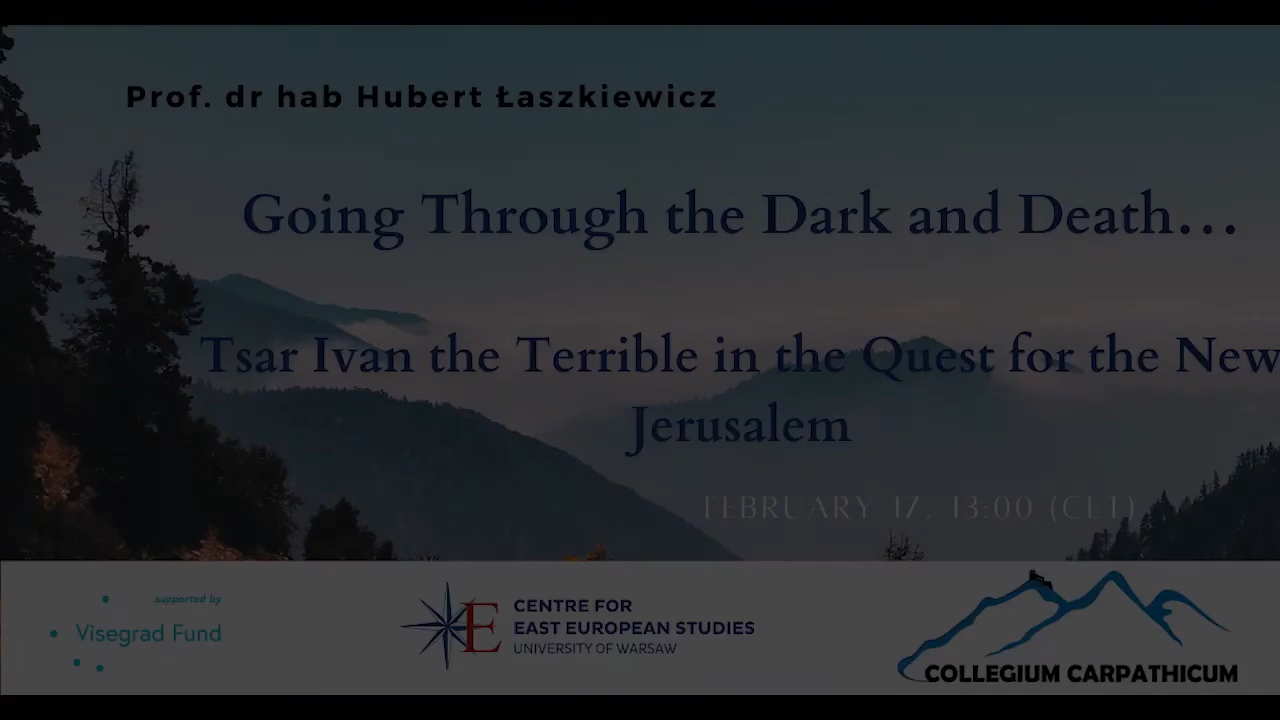 Prof. dr hab Hubert Łaszkiewicz
Going Through the Dark and Death...
Tsar Ivan the Terrible in the Quest for the New
Jerusalem
FEBRUARY 17, 13:00 (CET)
supported by
Visegrad Fund
E
CENTRE FOR
EAST EUROPEAN STUDIES
UNIVERSITY OF WARSAW
COLLEGIUM CARPATHICUM